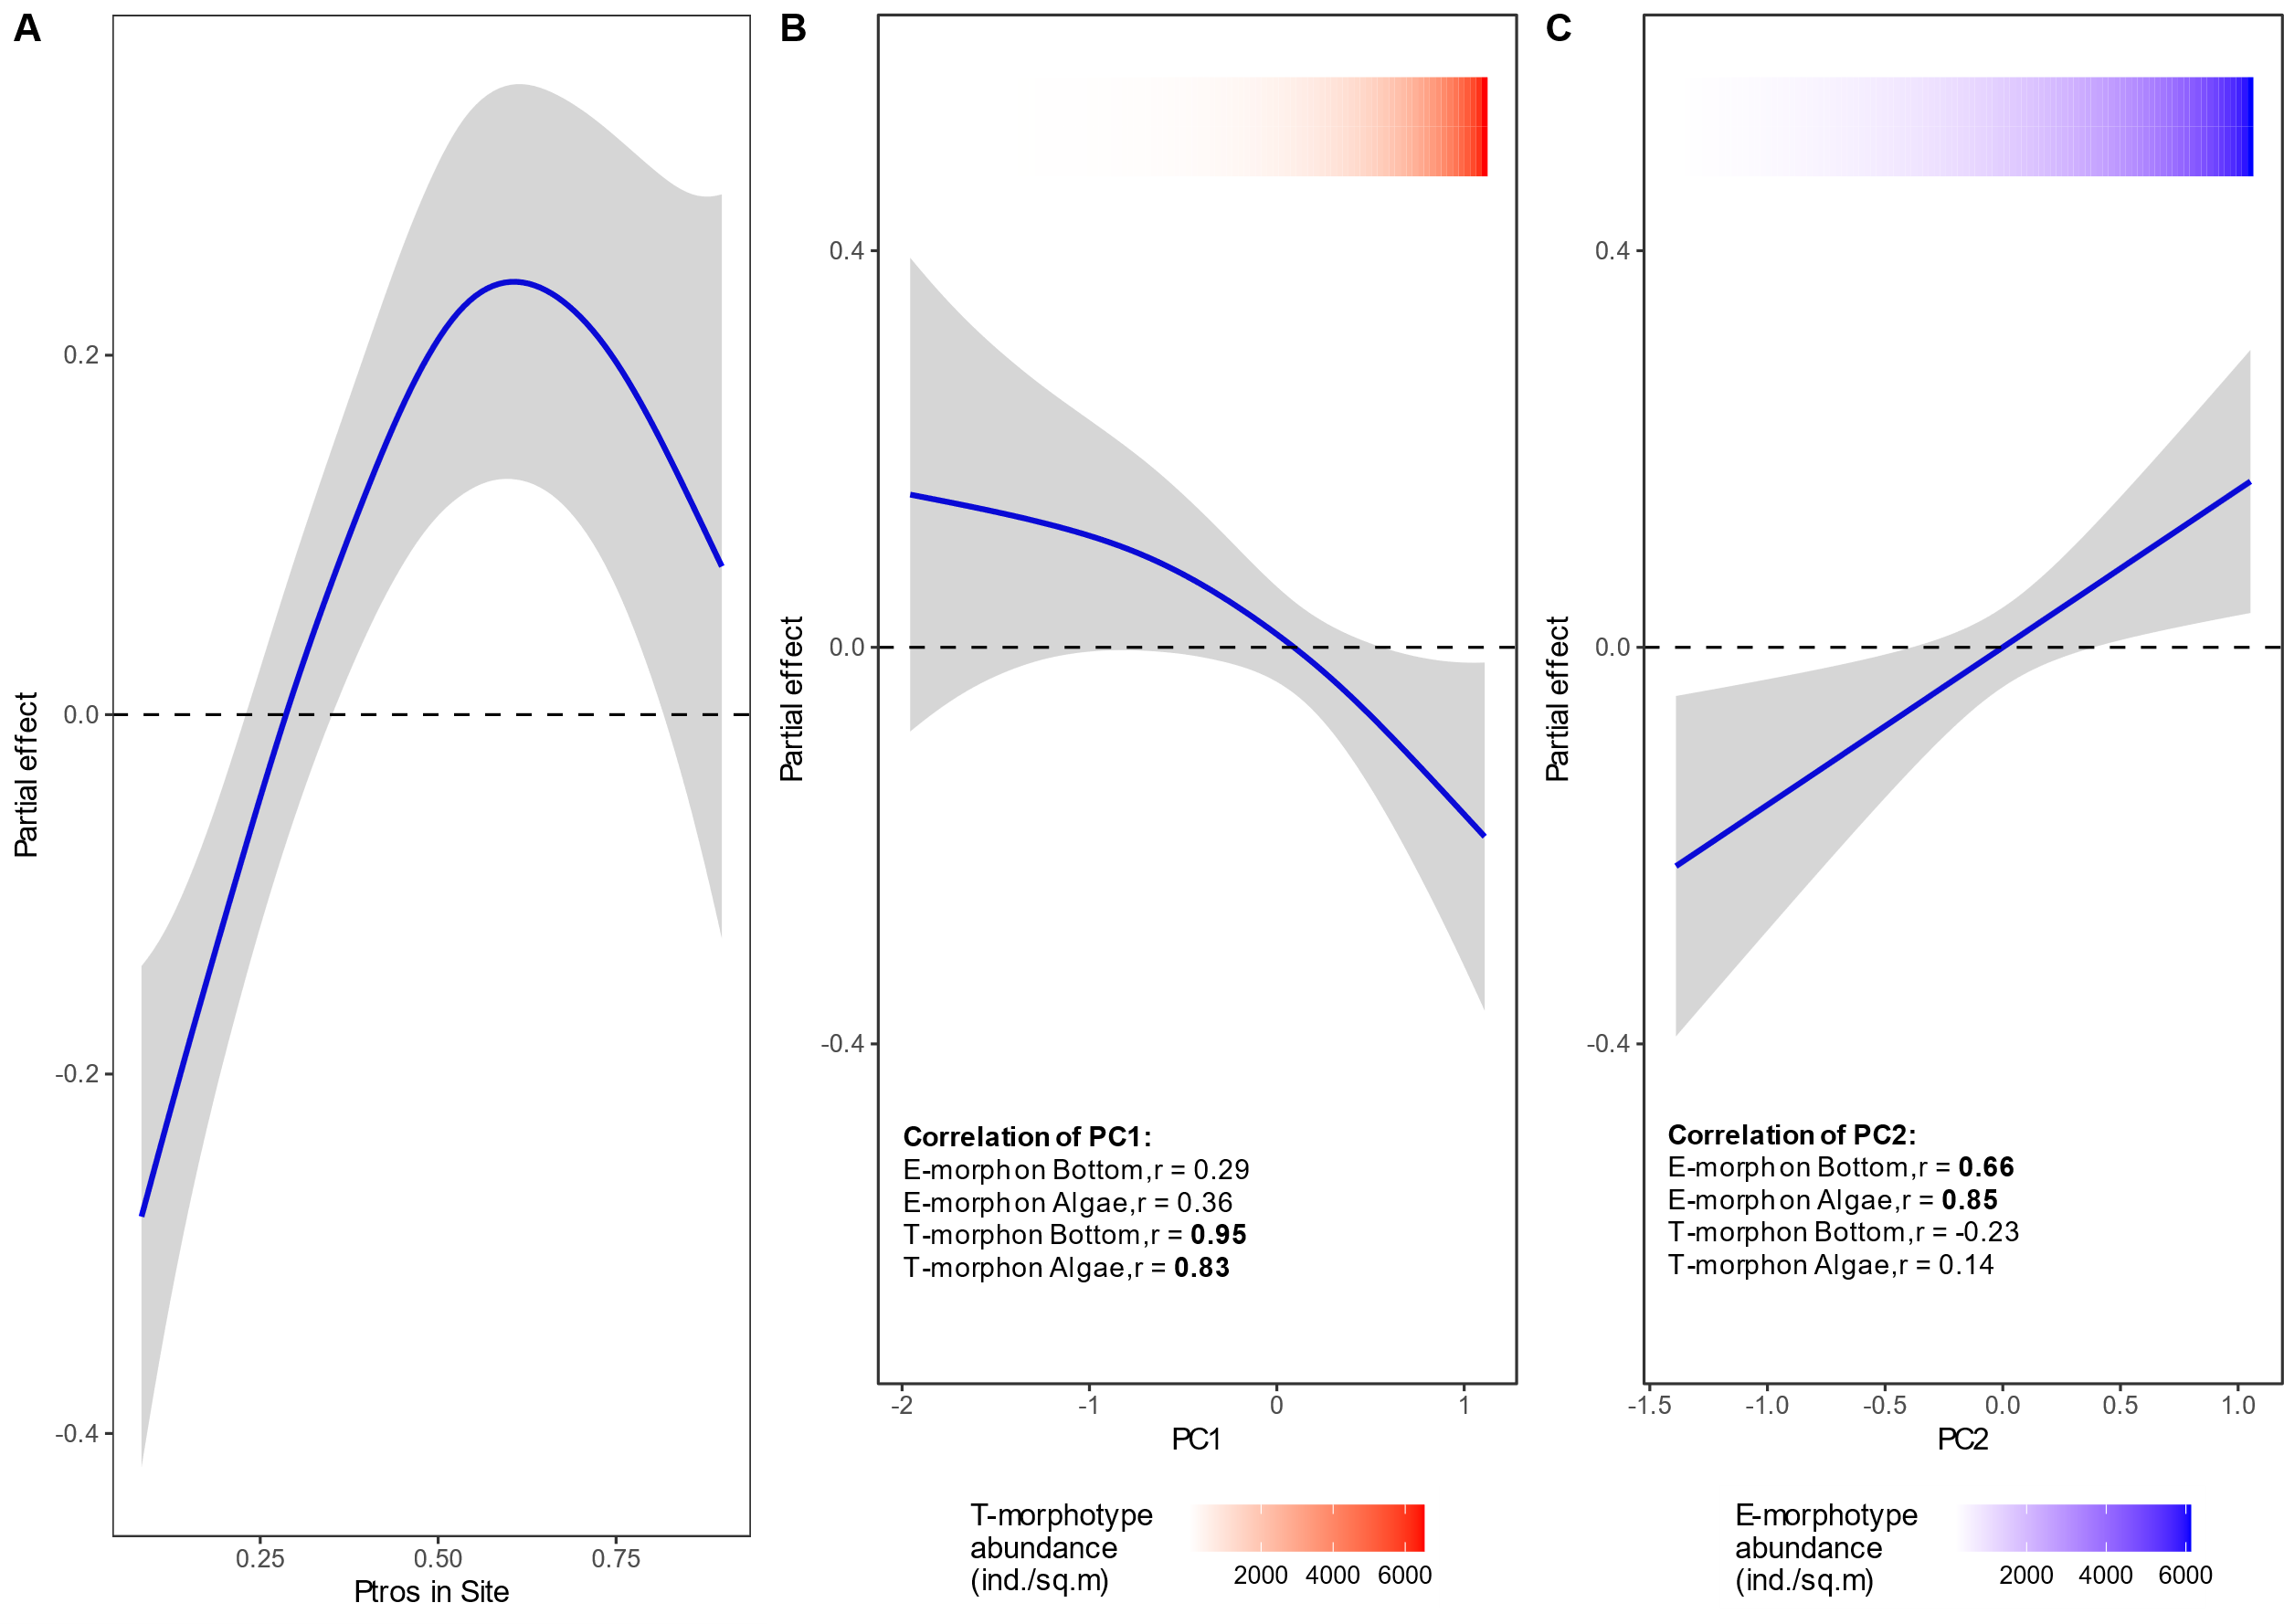 A
B
C
Partial effect
0.2
0.0
-0.2
-0.4
0.25 0.50 0.75
Ptros in Site
Partial effect
0.4
0.0
-0.4
Correlation of PC1:
E-morph on Bottom, r = 0.29
E-morph on Algae, r = 0.36
T-morph on Bottom, r = 0.95
T-morph on Algae, r = 0.83
-2 -1 0 1
PC1
T-morphotype
abundance
(ind./sq.m)
2000 4000 6000
Partial effect
0.4
0.0
-0.4
Correlation of PC2:
E-morph on Bottom, r = 0.66
E-morph on Algae, r = 0.85
T-morph on Bottom, r = -0.23
T-morph on Algae, r = 0.14
-1.5 -1.0 -0.5 0.0 0.5 1.0
PC2
E-morphotype
abundance
(ind./sq.m)
2000 4000 6000